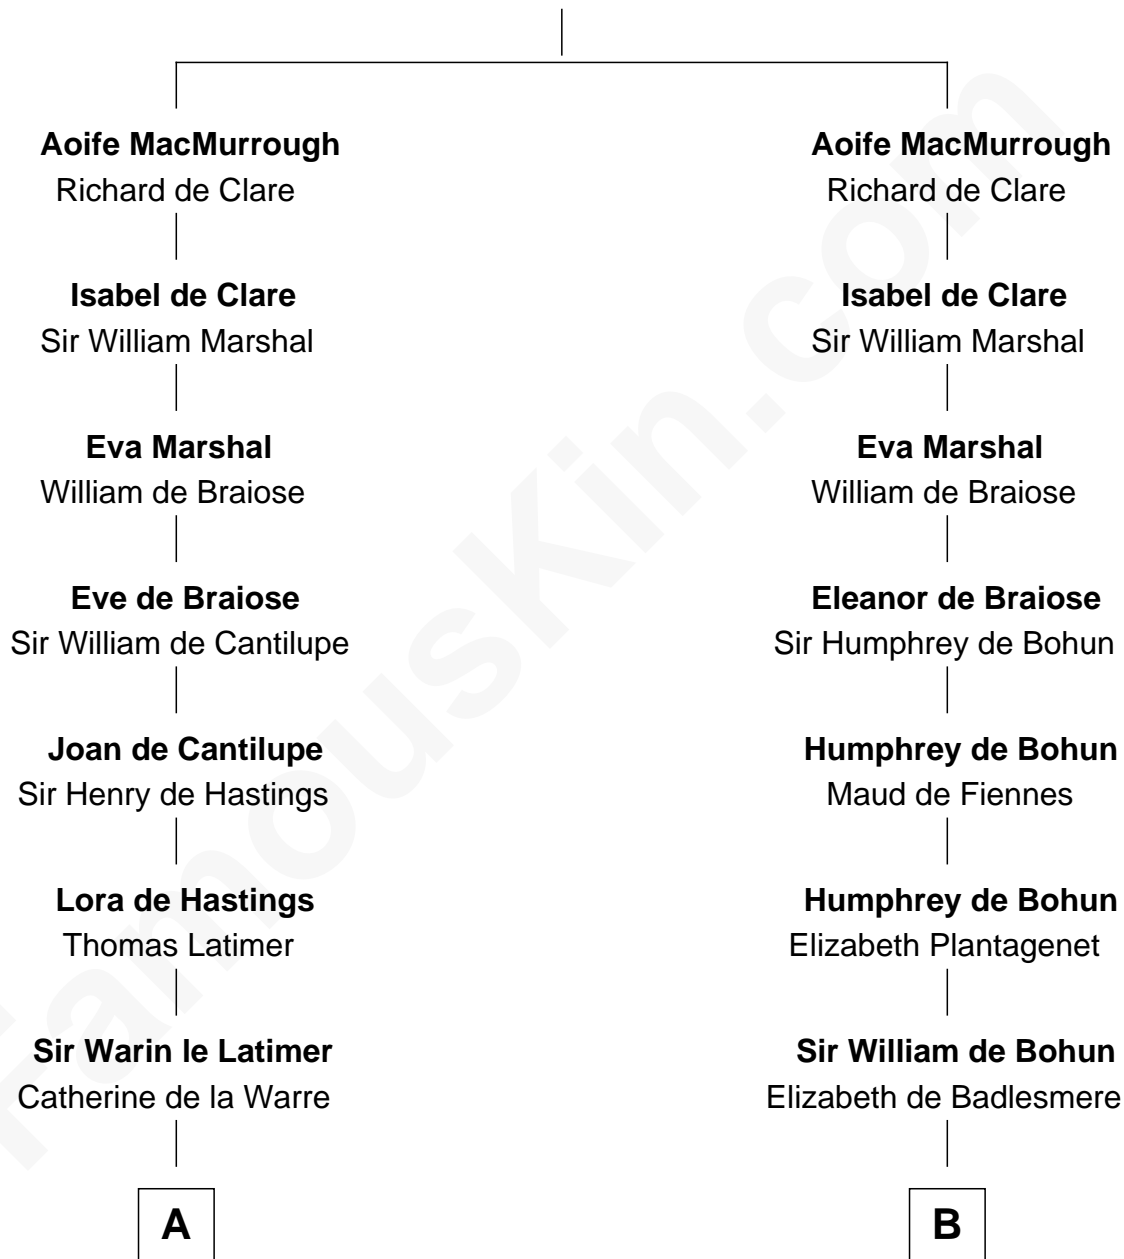 Aoife MacMurrough
Richard de Clare
Isabel de Clare
Sir William Marshal
Eva Marshal
William de Braiose
Eve de Braiose
Sir William de Cantilupe
Joan de Cantilupe
Sir Henry de Hastings
Lora de Hastings
Thomas Latimer
Sir Warin le Latimer
Catherine de la Warre
A
Aoife MacMurrough
Richard de Clare
Isabel de Clare
Sir William Marshal
Eva Marshal
William de Braiose
Eleanor de Braiose
Sir Humphrey de Bohun
Humphrey de Bohun
Maud de Fiennes
Humphrey de Bohun
Elizabeth Plantagenet
Sir William de Bohun
Elizabeth de Badlesmere
B
FamousKin.com